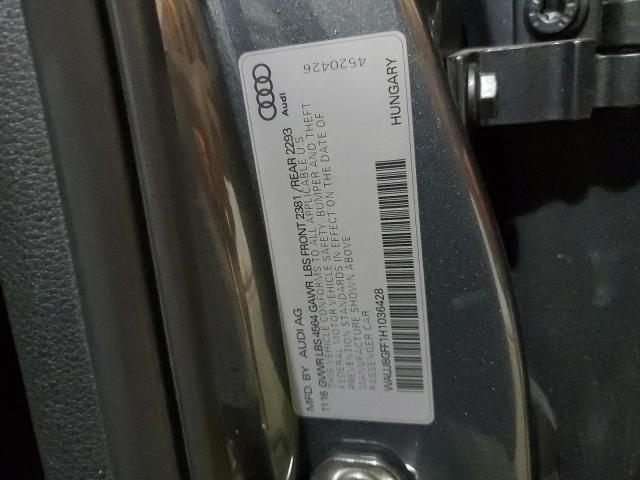 MFD. BY AUDI AG
11 16 GVWR LBS 4564 GAWR LBS FRONT 2381 /REAR 2293
THIS VEHICLE CONFORMS TO ALL APPLICABLE U S
FEDERAL MOTOR VEHICLE SAFETY, BUMPER AND THEFT
PREVENTION STANDARDS IN EFFECT ON THE DATE OF
MANUFACTURE SHOWN ABOVE
PASSENGER CAR
WAUU8GFF1H1036428
HUNGARY
Audi
4520426